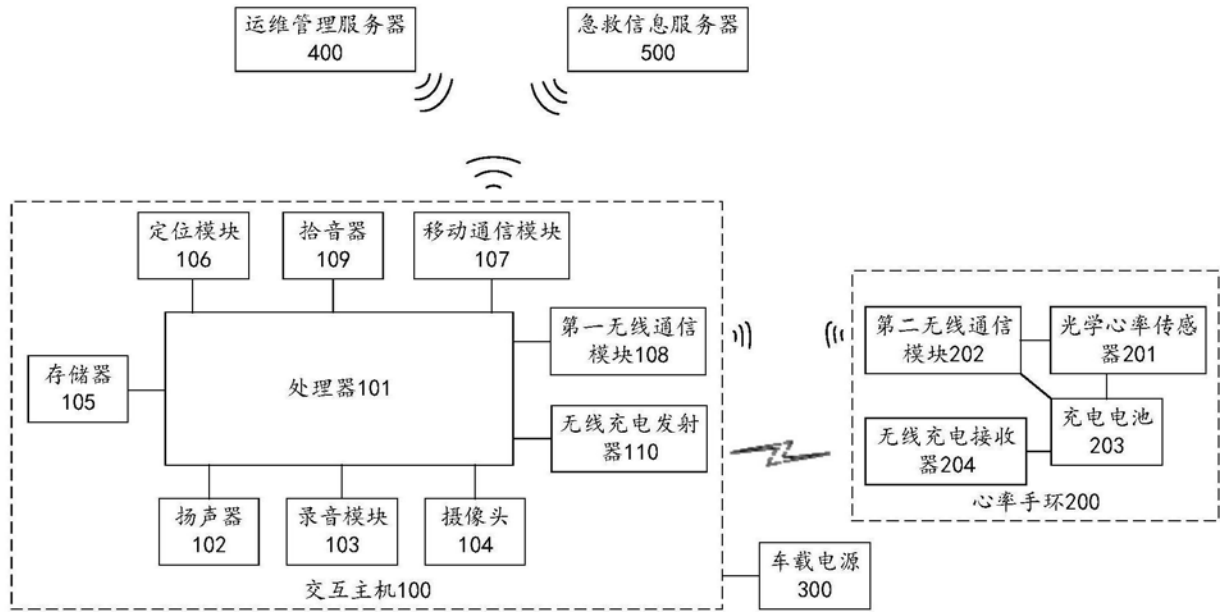 运维管理服务器
400
急救信息服务器
500
定位模块
106
拾音器
109
移动通信模块
107
第一无线通信
模块108
存储器
105
处理器101
无线充电发射
器110
扬声器
102
录音模块
103
摄像头
104
交互主机100
第二无线通信
模块202
光学心率传感
器201
无线充电接收
器204
充电电池
203
心率手环200
车载电源
300